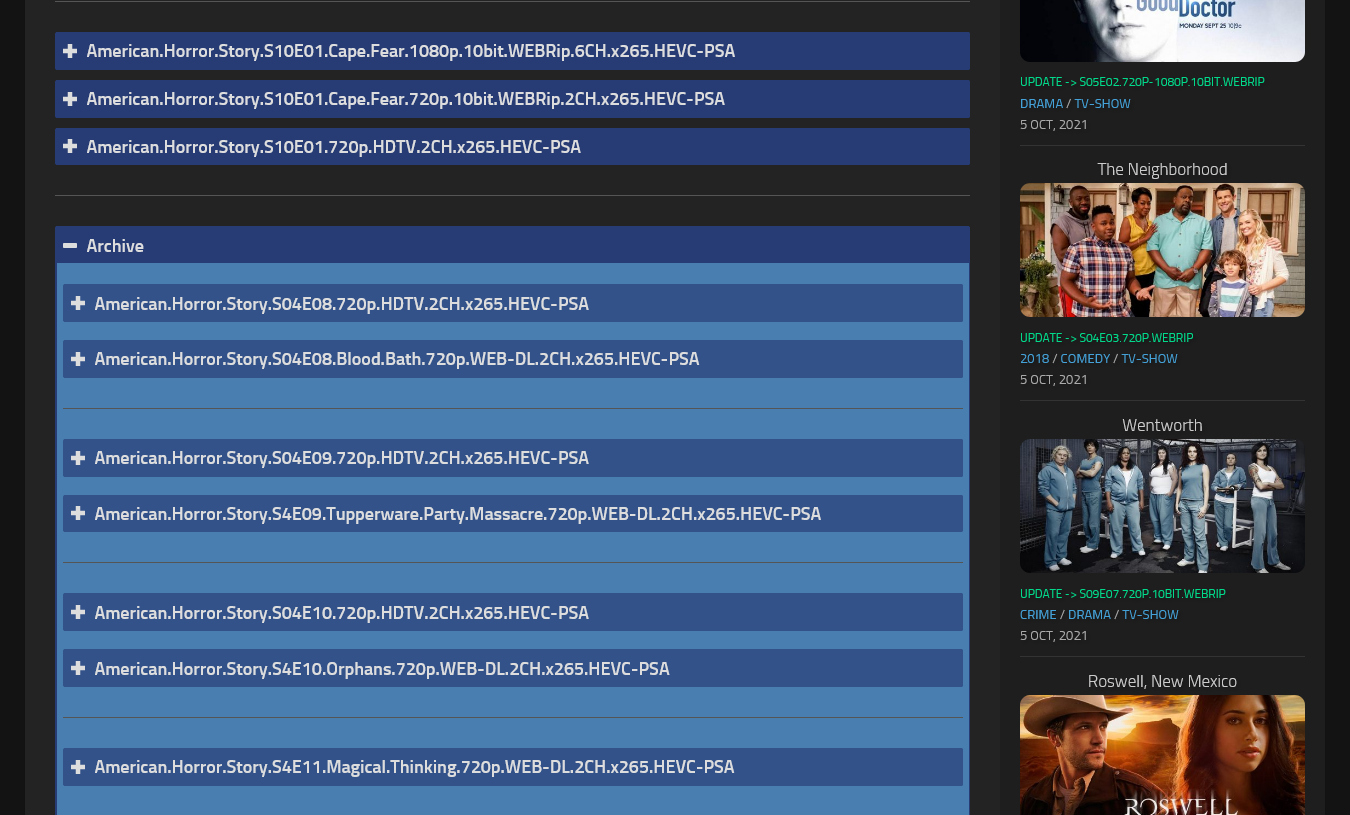 American.Horror.Story.S10E01.Cape.Fear.1080p.10bit.WEBRip.6CH.x265.HEVC-PSA
American.Horror.Story.S10E01.Cape.Fear.720p.10bit.WEBRip.2CH.x265.HEVC-PSA
American.Horror.Story.S10E01.720p.HDTV.2CH.x265.HEVC-PSA
Archive
American.Horror.Story.S04E08.720p.HDTV.2CH.x265.HEVC-PSA
American.Horror.Story.S04E08.Blood.Bath.720p.WEB-DL.2CH.x265.HEVC-PSA
American.Horror.Story.S04E09.720p.HDTV.2CH.x265.HEVC-PSA
American.Horror.Story.S4E09.Tupperware.Party.Massacre.720p.WEB-DL.2CH.x265.HEVC-PSA
American.Horror.Story.S04E10.720p.HDTV.2CH.x265.HEVC-PSA
American.Horror.Story.S4E10.Orphans.720p.WEB-DL.2CH.x265.HEVC-PSA
American.Horror.Story.S4E11.Magical.Thinking.720p.WEB-DL.2CH.x265.HEVC-PSA
Good Doctor
MONDAY SEPT 25 10|9c
UPDATE -> S05E02.720P-1080P.10BIT.WEBRIP
DRAMA / TV-SHOW
5 OCT, 2021
The Neighborhood
UPDATE -> S04E03.720P.WEBRIP
2018 / COMEDY / TV-SHOW
5 OCT, 2021
Wentworth
UPDATE -> S09E07.720P.10BIT.WEBRIP
CRIME / DRAMA / TV-SHOW
5 OCT, 2021
Roswell, New Mexico
ROSWELL